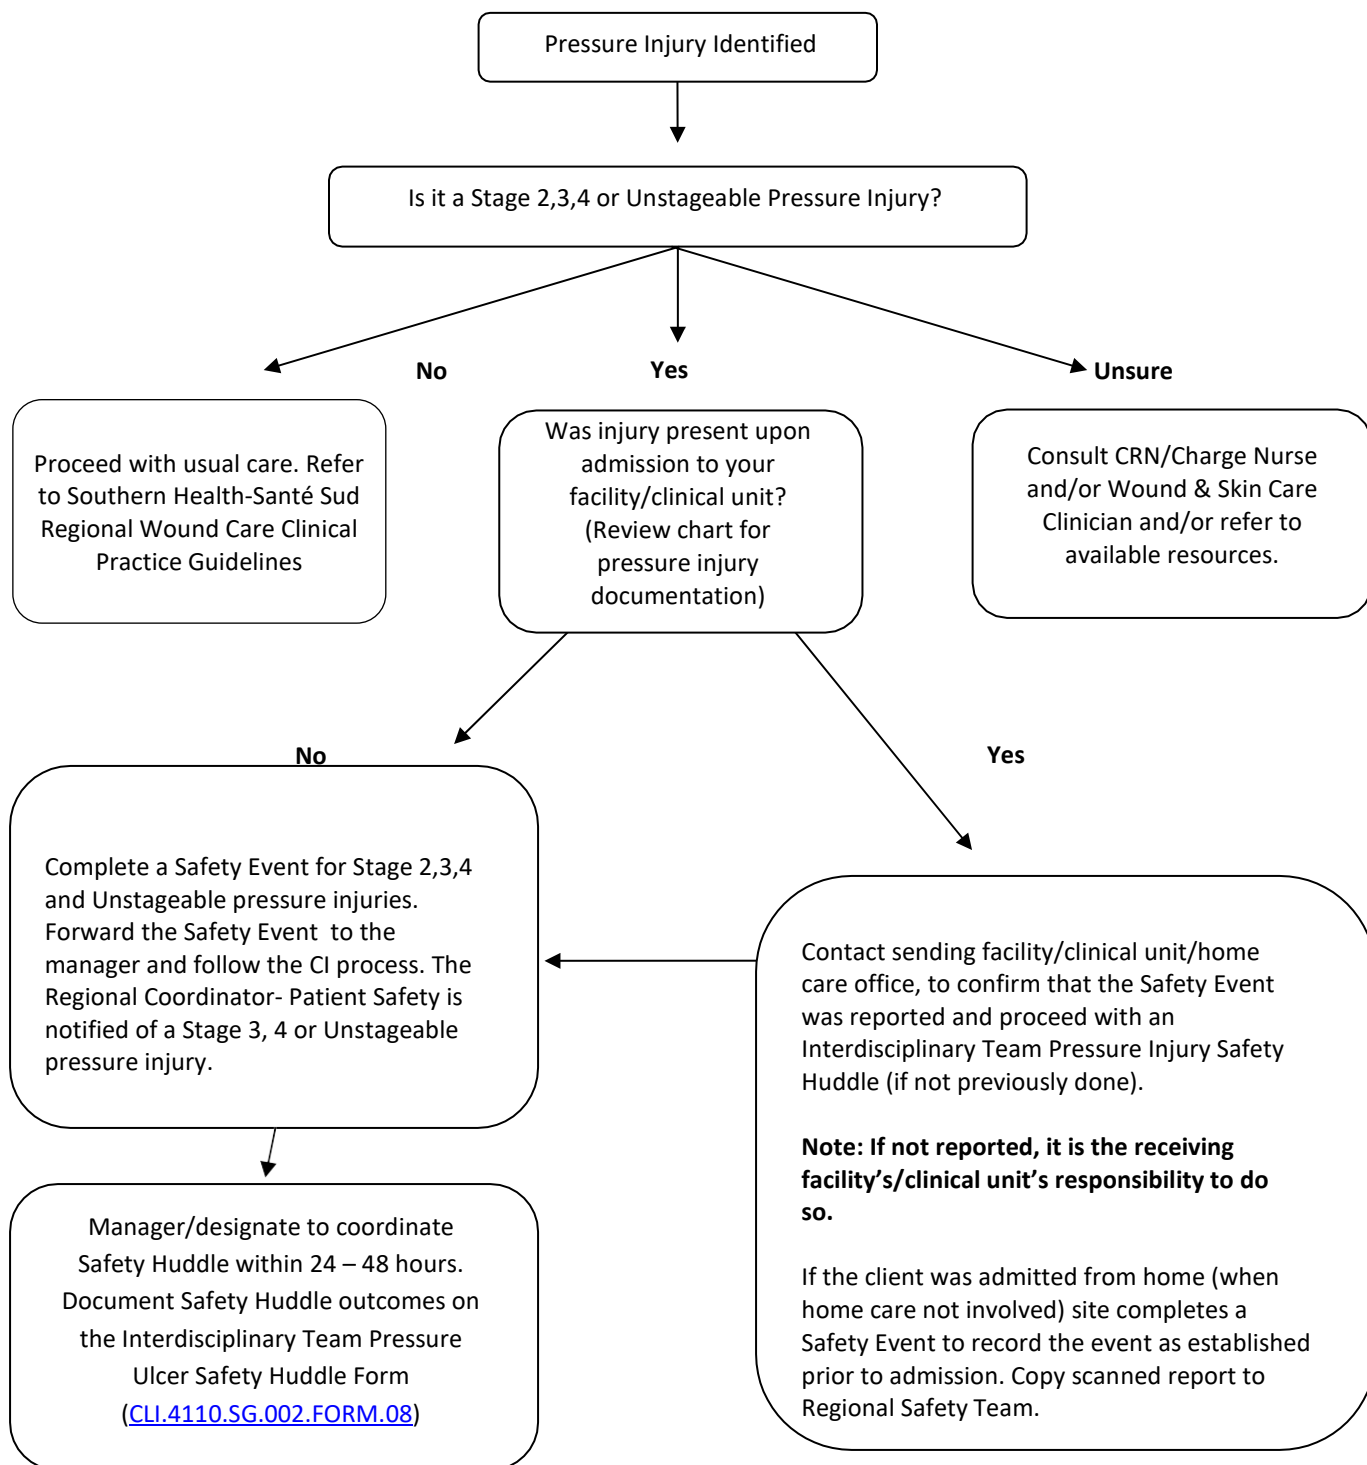 Pressure Injury Identified
Is it a Stage 2,3,4 or Unstageable Pressure Injury?
No
Yes
Unsure
Proceed with usual care. Refer
to Southern Health-Santé Sud
Regional Wound Care Clinical
Practice Guidelines
Was injury present upon
admission to your
facility/clinical unit?
(Review chart for
pressure injury
documentation)
Consult CRN/Charge Nurse
and/or Wound & Skin Care
Clinician and/or refer to
available resources.
No
Yes
Complete a Safety Event for Stage 2,3,4
and Unstageable pressure injuries.
Forward the Safety Event  to the
manager and follow the CI process. The
Regional Coordinator- Patient Safety is
notified of a Stage 3, 4 or Unstageable
pressure injury.
Contact sending facility/clinical unit/home
care office, to confirm that the Safety Event
was reported and proceed with an
Interdisciplinary Team Pressure Injury Safety
Huddle (if not previously done).
Note: If not reported, it is the receiving
facility’s/clinical unit’s responsibility to do
so.
If the client was admitted from home (when
home care not involved) site completes a
Safety Event to record the event as established
prior to admission. Copy scanned report to
Regional Safety Team.
Manager/designate to coordinate
Safety Huddle within 24 – 48 hours.
Document Safety Huddle outcomes on
the Interdisciplinary Team Pressure
Ulcer Safety Huddle Form
(CLI.4110.SG.002.FORM.08)